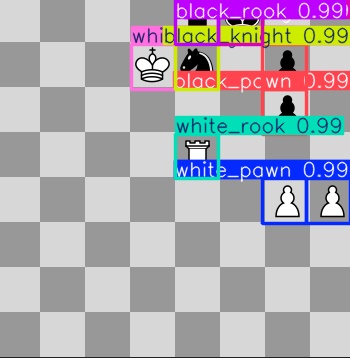 black_rook 0.99
whi
black_knight 0.99
black_pawn 0.99
white_rook 0.99
white_pawn 0.99